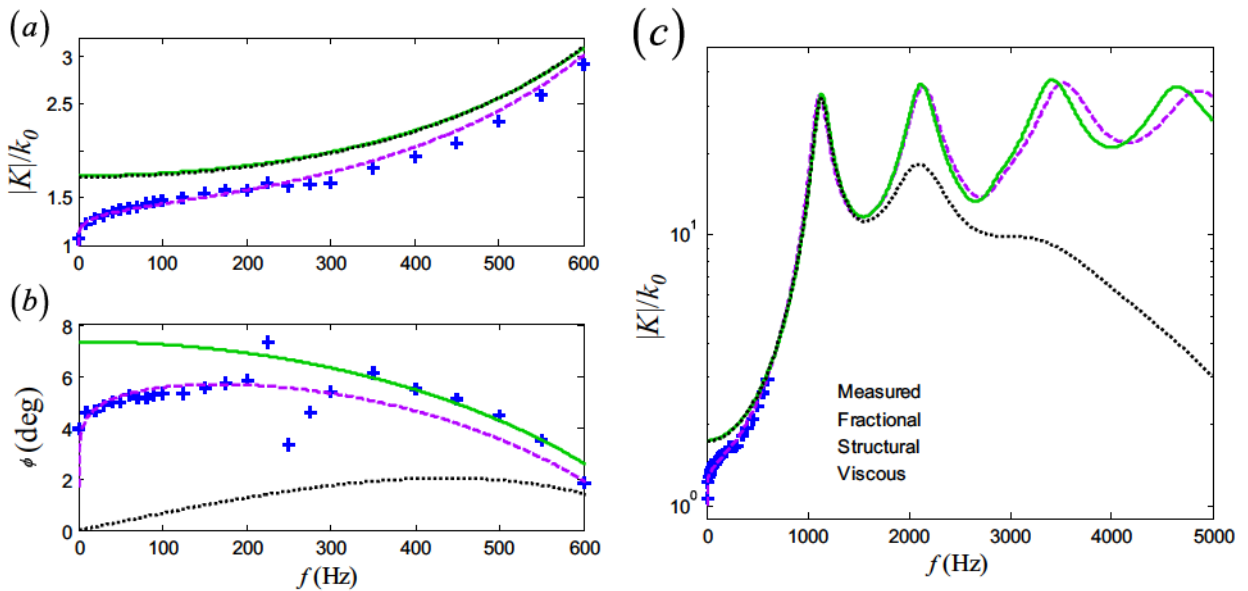 (a)
3
2.5
1.5
1
|K|/k0
0 100 200 300 400 500 600
(b)
8
6
4
2
0
ϕ (deg)
0 100 200 300 400 500 600
f (Hz)
(c)
10^1
10^0
|K|/k0
Measured
Fractional
Structural
Viscous
0 1000 2000 3000 4000 5000
f (Hz)